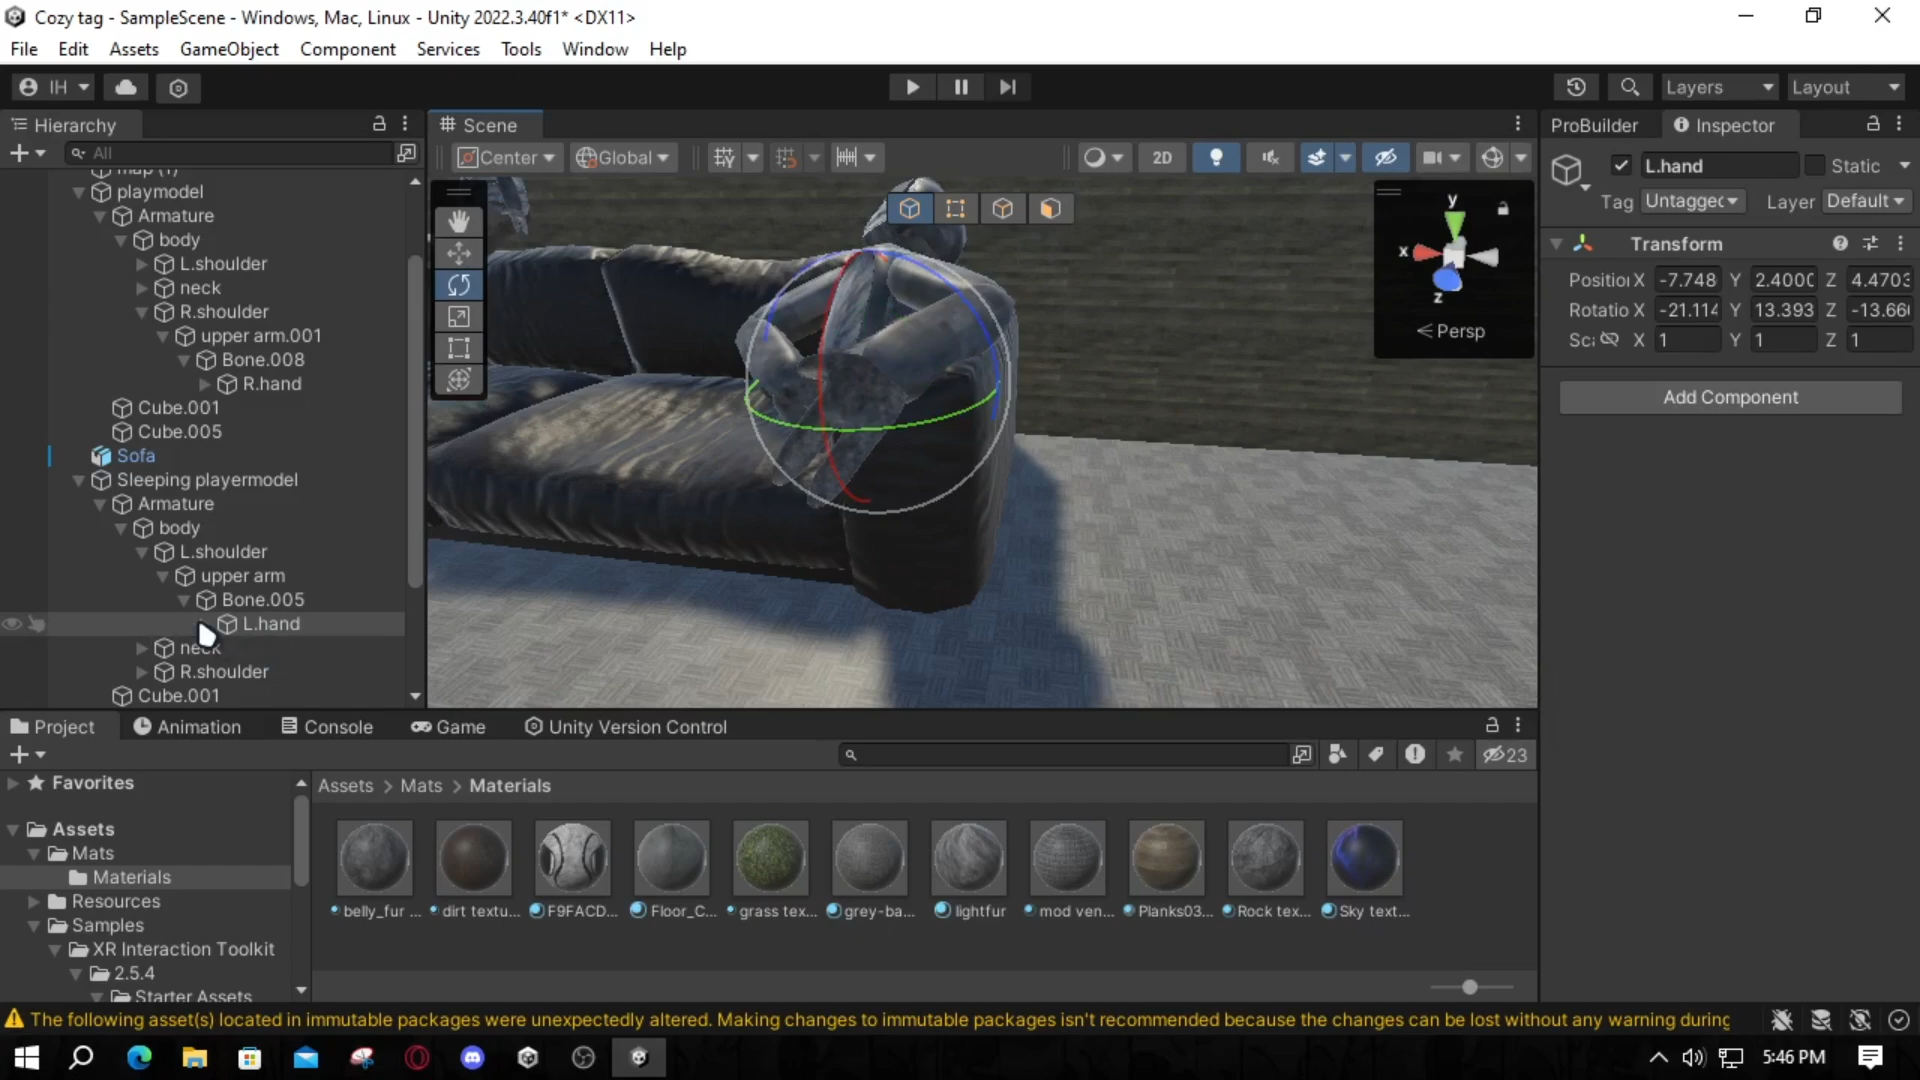 Cozy tag - SampleScene - Windows, Mac, Linux - Unity 2022.3.40f1* <DX11>
File Edit Assets GameObject Component Services Tools Window Help
IH
Layers Layout
Hierarchy
Scene
ProBuilder Inspector
All
Center Global 2D
L.hand Static
Tag Untagged Layer Default
Transform
Position X -7.748 Y 2.4000 Z 4.4703
Rotatio X -21.114 Y 13.393 Z -13.66
Sc X 1 Y 1 Z 1
Add Component
y
x
z
Persp
map (1)
playmodel
Armature
body
L.shoulder
neck
R.shoulder
upper arm.001
Bone.008
R.hand
Cube.001
Cube.005
Sofa
Sleeping playermodel
Armature
body
L.shoulder
upper arm
Bone.005
L.hand
neck
R.shoulder
Cube.001
Project Animation Console Game Unity Version Control
23
Favorites
Assets
Mats
Materials
Resources
Samples
XR Interaction Toolkit
2.5.4
Starter Assets
Assets > Mats > Materials
belly_fur ... dirt textu... F9FACD... Floor_C... grass tex... grey-ba... lightfur mod ven... Planks03... Rock tex... Sky text...
The following asset(s) located in immutable packages were unexpectedly altered. Making changes to immutable packages isn't recommended because the changes can be lost without any warning during
5:46 PM